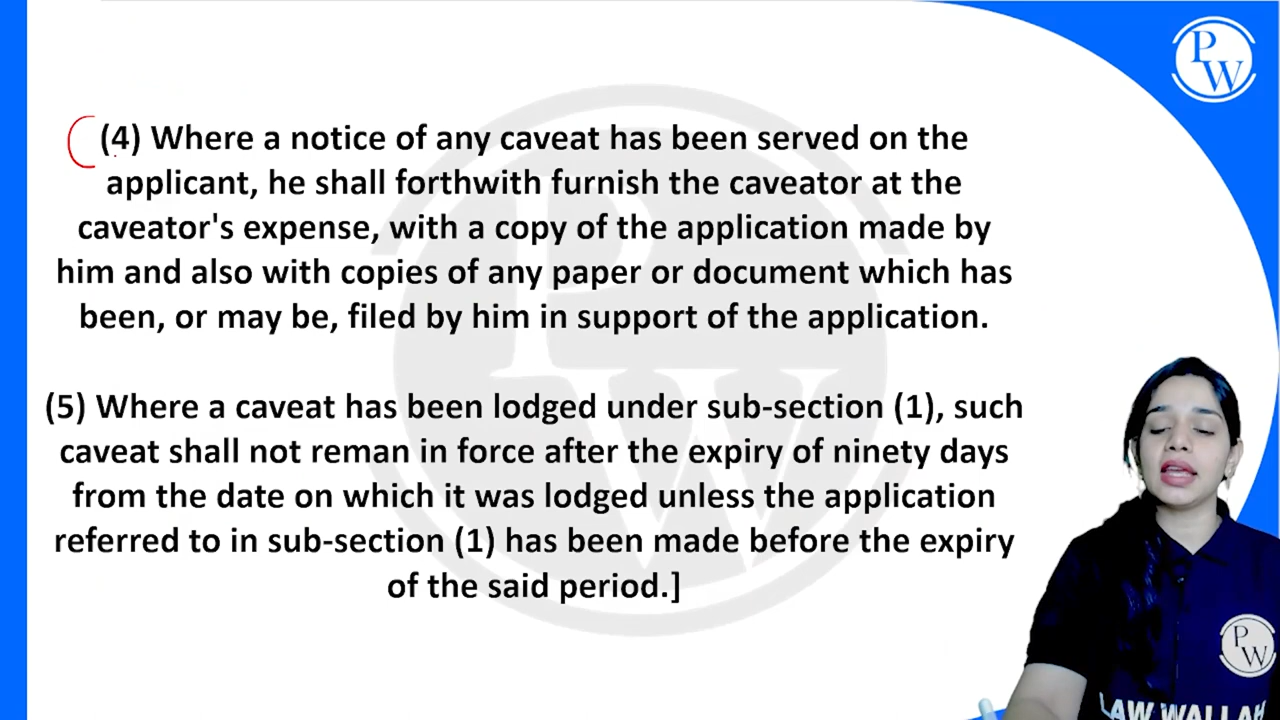 (4) Where a notice of any caveat has been served on the
applicant, he shall forthwith furnish the caveator at the
caveator's expense, with a copy of the application made by
him and also with copies of any paper or document which has
been, or may be, filed by him in support of the application.
(5) Where a caveat has been lodged under sub-section (1), such
caveat shall not reman in force after the expiry of ninety days
from the date on which it was lodged unless the application
referred to in sub-section (1) has been made before the expiry
of the said period.]
PW
PW
PW
LAW WALLAH